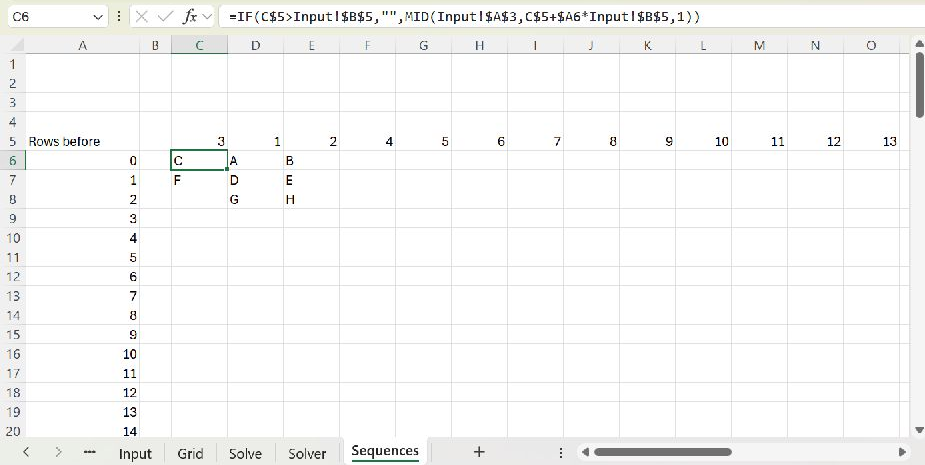 C6 fx =IF(C$5>Input!$B$5,"",MID(Input!$A$3,C$5+$A6*Input!$B$5,1))
A B C D E F G H I J K L M N O
1
2
3
4
5 Rows before 3 1 2 4 5 6 7 8 9 10 11 12 13
6 0 C A B
7 1 F D E
8 2 G H
9 3
10 4
11 5
12 6
13 7
14 8
15 9
16 10
17 11
18 12
19 13
20 14
Input Grid Solve Solver Sequences